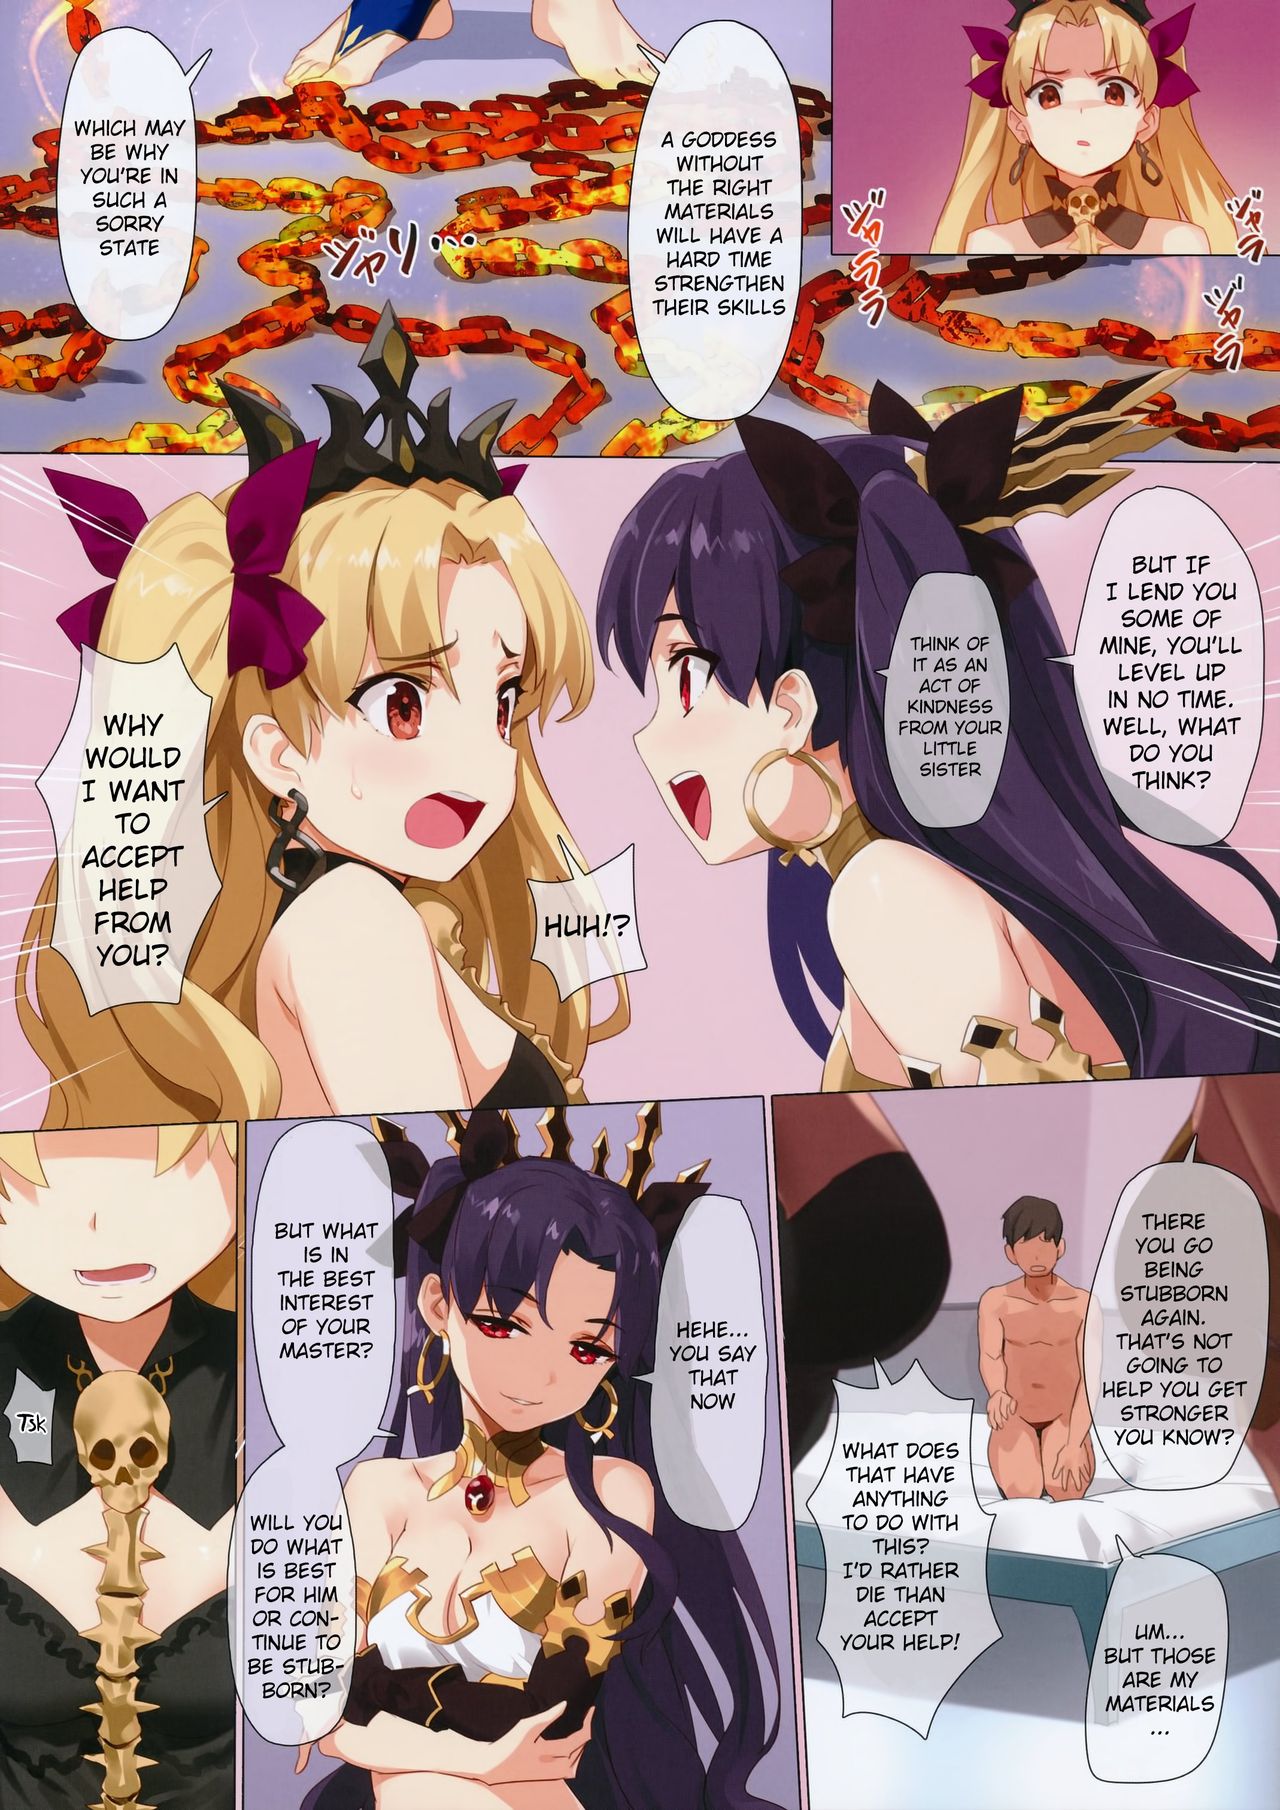 ジャララ
ジャラ
ジャラ
A GODDESS
WITHOUT
THE RIGHT
MATERIALS
WILL HAVE A
HARD TIME
STRENGTHEN
THEIR SKILLS
ジャリ…
WHICH MAY
BE WHY
YOU'RE IN
SUCH A
SORRY
STATE
BUT IF
I LEND YOU
SOME OF
MINE, YOU'LL
LEVEL UP
IN NO TIME.
WELL, WHAT
DO YOU
THINK?
THINK OF
IT AS AN
ACT OF
KINDNESS
FROM YOUR
LITTLE
SISTER
HUH!?
WHY
WOULD
I WANT
TO
ACCEPT
HELP
FROM
YOU?
THERE
YOU GO
BEING
STUBBORN
AGAIN.
THAT'S NOT
GOING TO
HELP YOU GET
STRONGER
YOU KNOW?
WHAT DOES
THAT HAVE
ANYTHING
TO DO WITH
THIS?
I'D RATHER
DIE THAN
ACCEPT
YOUR HELP!
UM...
BUT THOSE
ARE MY
MATERIALS
...
HEHE...
YOU SAY
THAT
NOW
BUT WHAT
IS IN
THE BEST
INTEREST
OF YOUR
MASTER?
WILL YOU
DO WHAT
IS BEST
FOR HIM
OR CON-
TINUE TO
BE STUB-
BORN?
TSK